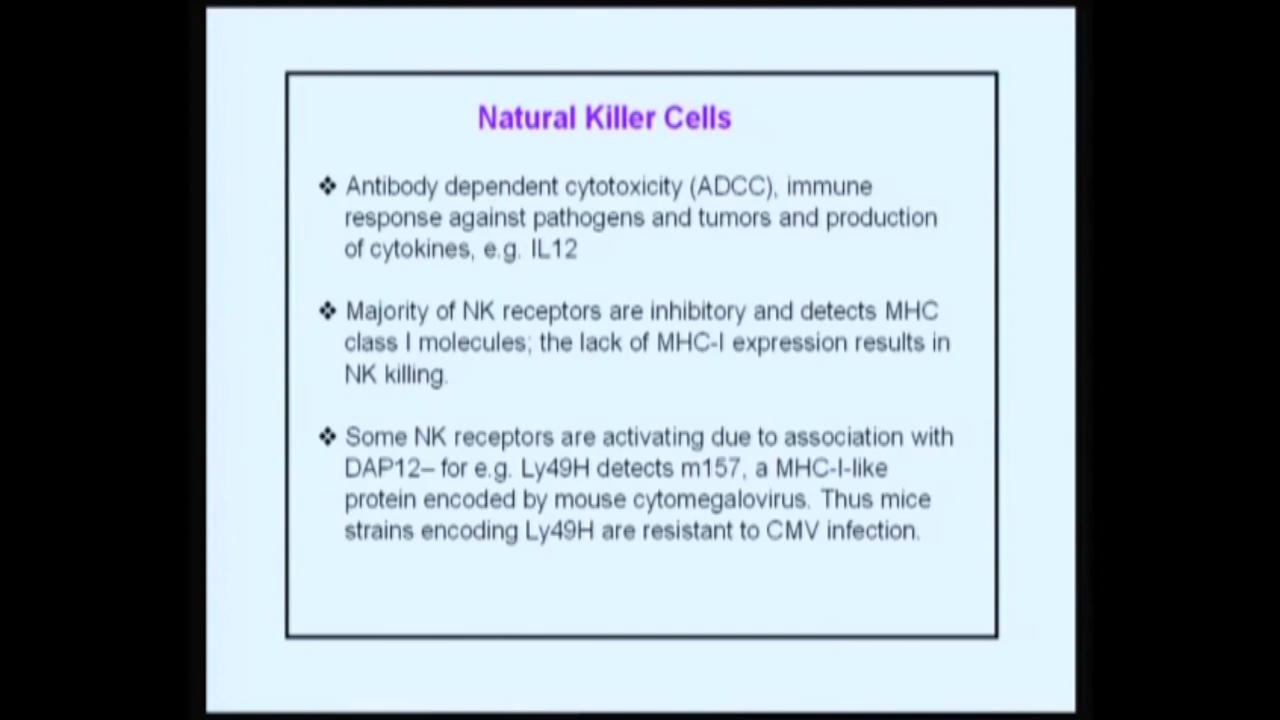 Natural Killer Cells
❖ Antibody dependent cytotoxicity (ADCC), immune
response against pathogens and tumors and production
of cytokines, e.g. IL12
❖ Majority of NK receptors are inhibitory and detects MHC
class I molecules; the lack of MHC-I expression results in
NK killing.
❖ Some NK receptors are activating due to association with
DAP12– for e.g. Ly49H detects m157, a MHC-I-like
protein encoded by mouse cytomegalovirus. Thus mice
strains encoding Ly49H are resistant to CMV infection.